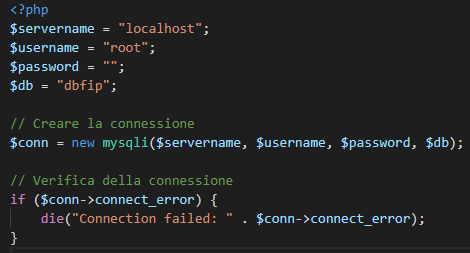 <?php
$servername = "localhost";
$username = "root";
$password = "";
$db = "dbfip";
// Creare la connessione
$conn = new mysqli($servername, $username, $password, $db);
// Verifica della connessione
if ($conn->connect_error) {
die("Connection failed: " . $conn->connect_error);
}